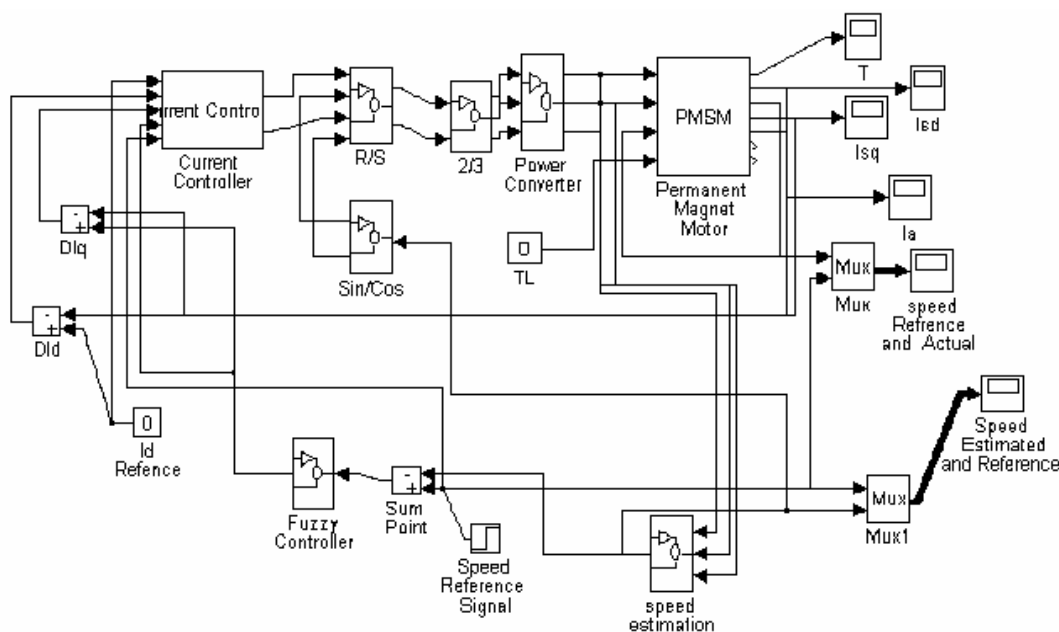 urrent Contro
Current
Controller
R/S
2/3
Power
Converter
PMSM
Permanent
Magnet
Motor
T
Isd
Isq
Ia
-
+
DIq
Sin/Cos
0
TL
Mux
Mux
speed
Refrence
and Actual
-
+
DId
0
Id
Refence
Fuzzy
Controller
-
+
Sum
Point
Speed
Reference
Signal
speed
estimation
Mux
Mux1
Speed
Estimated
and Reference